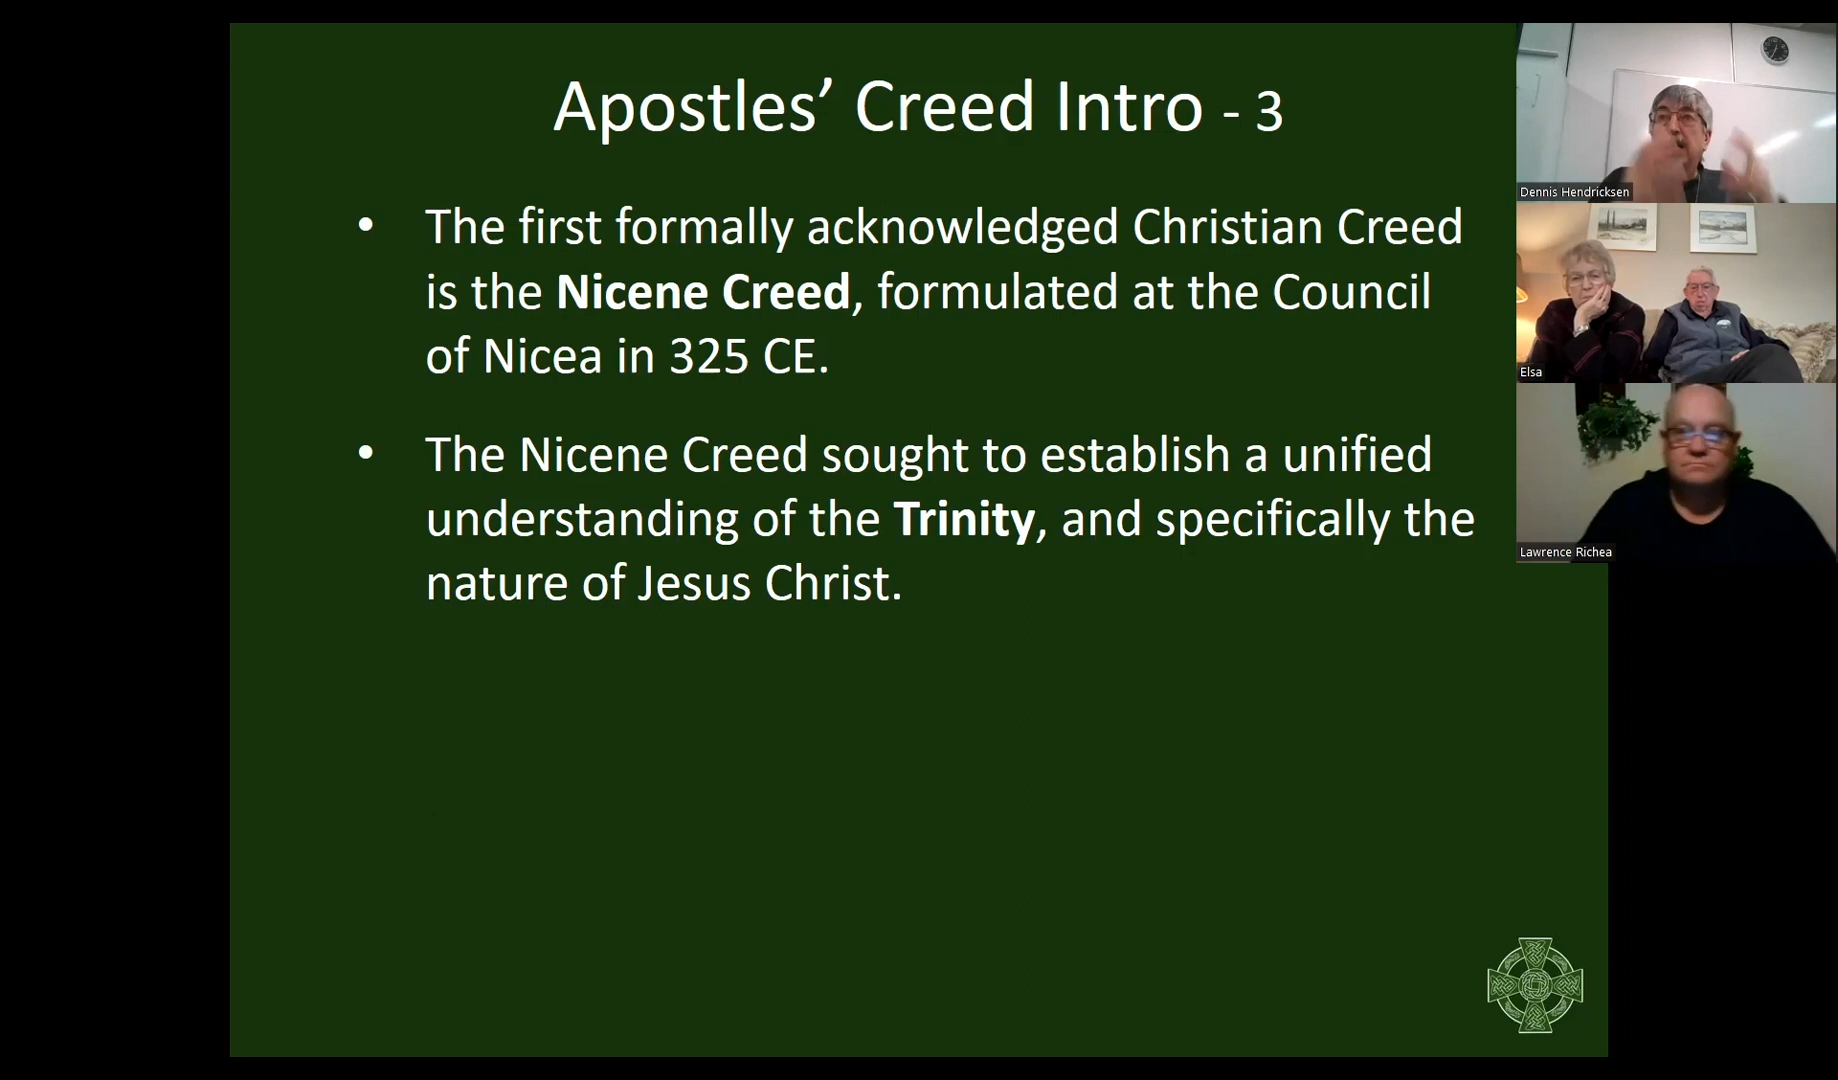 Apostles’ Creed Intro - 3
• The first formally acknowledged Christian Creed
is the Nicene Creed, formulated at the Council
of Nicea in 325 CE.
• The Nicene Creed sought to establish a unified
understanding of the Trinity, and specifically the
nature of Jesus Christ.
Dennis Hendricksen
Elsa
Lawrence Richea